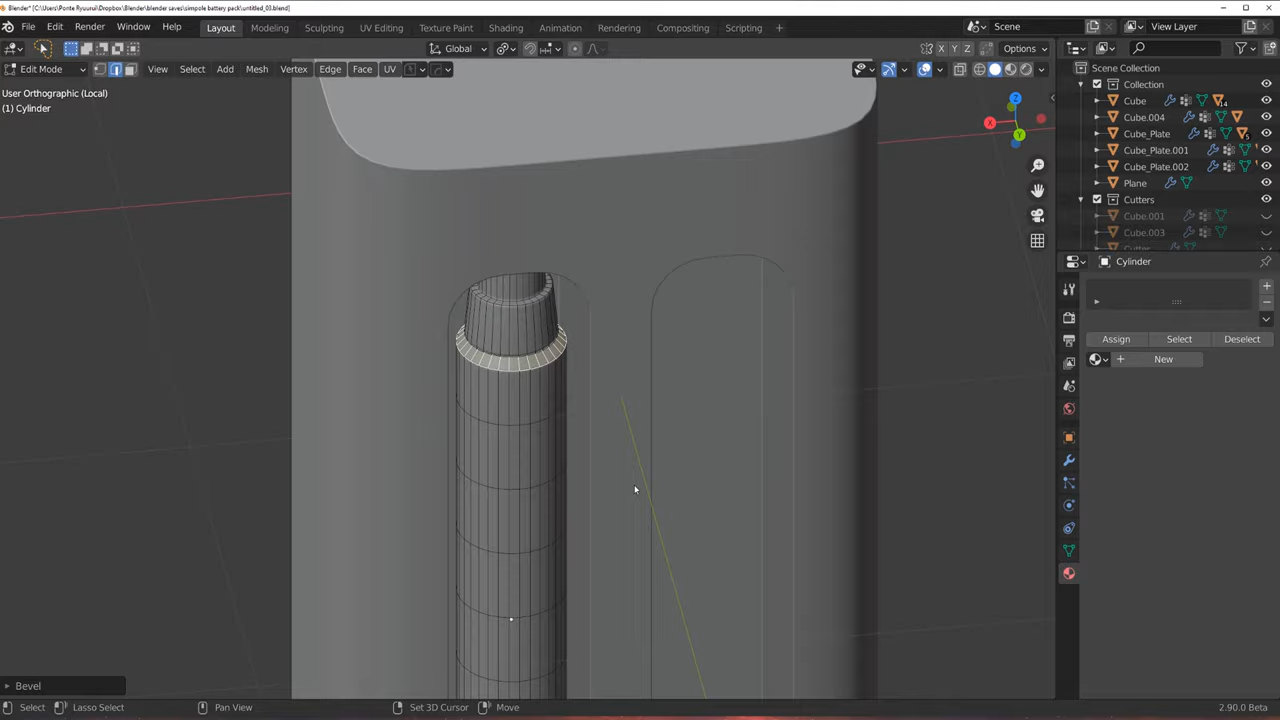 Blender* [C:\Users\Ponte Ryuurui\Dropbox\Blender\blender saves\simpole battery pack\untitled_03.blend]
File Edit Render Window Help Layout Modeling Sculpting UV Editing Texture Paint Shading Animation Rendering Compositing Scripting + Scene View Layer
Global X Y Z Options
Edit Mode View Select Add Mesh Vertex Edge Face UV
User Orthographic (Local)
(1) Cylinder
Z
X
Y
Scene Collection
Collection
Cube 14
Cube.004
Cube_Plate 5
Cube_Plate.001
Cube_Plate.002
Plane
Cutters
Cube.001
Cube.003
Cylinder
Assign Select Deselect
New
Bevel
Select Lasso Select Pan View Set 3D Cursor Move 2.90.0 Beta